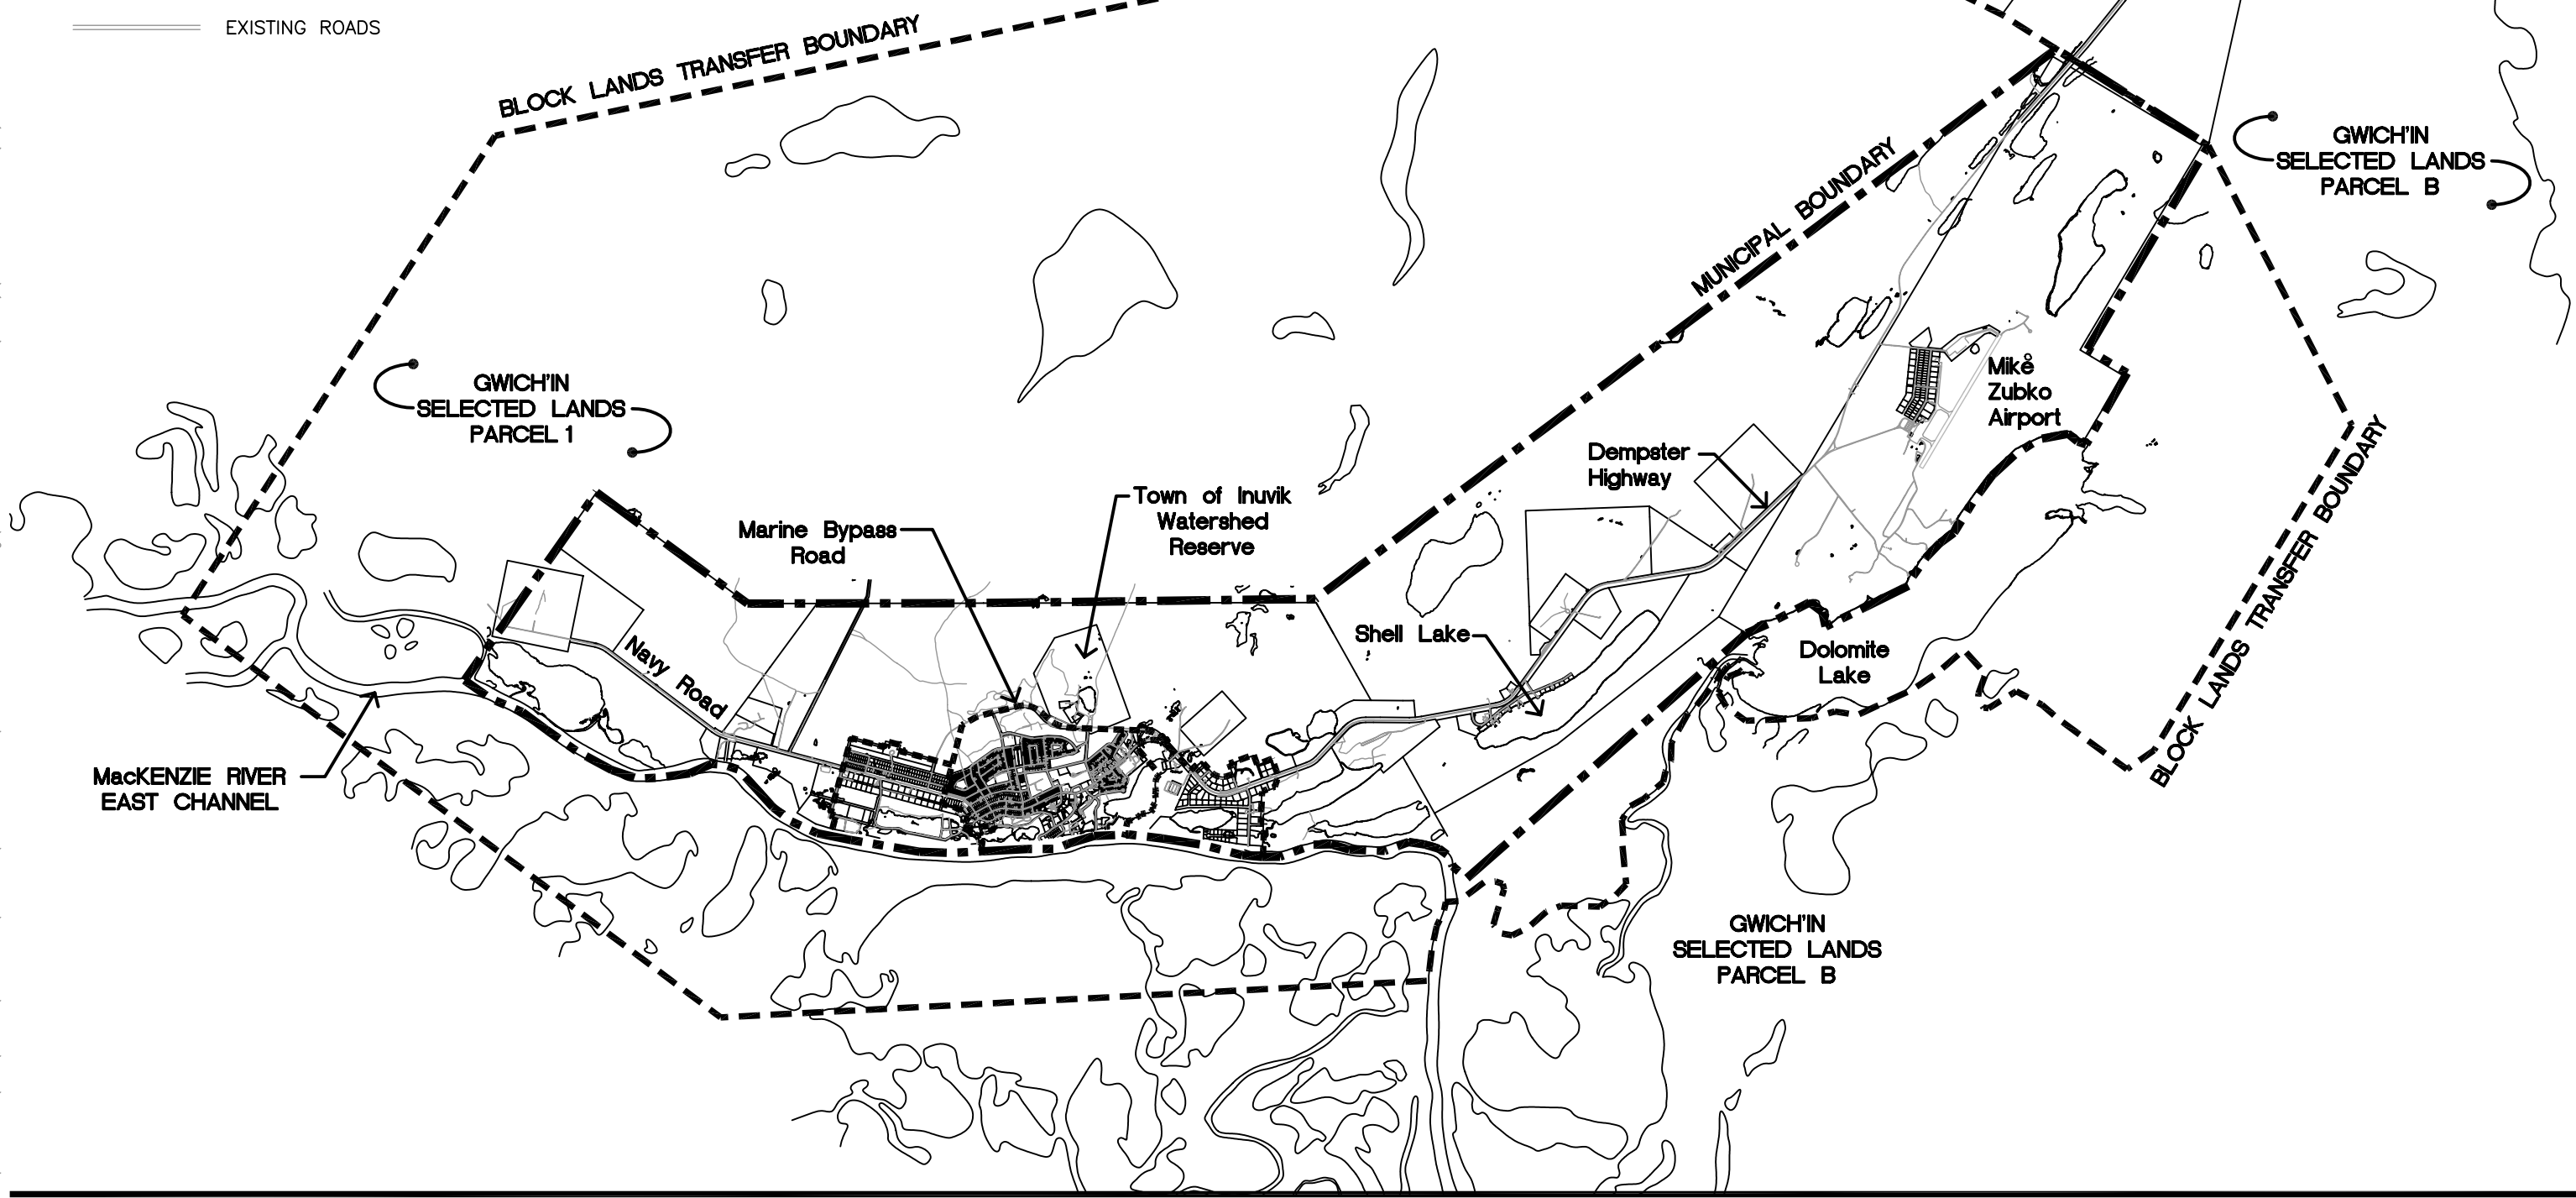 EXISTING ROADS
BLOCK LANDS TRANSFER BOUNDARY
MUNICIPAL BOUNDARY
GWICH'IN
SELECTED LANDS
PARCEL B
GWICH'IN
SELECTED LANDS
PARCEL 1
Mike
Zubko
Airport
Dempster
Highway
Town of Inuvik
Watershed
Reserve
Marine Bypass
Road
BLOCK LANDS TRANSFER BOUNDARY
Shell Lake
Navy Road
Dolomite
Lake
MacKENZIE RIVER
EAST CHANNEL
GWICH'IN
SELECTED LANDS
PARCEL B